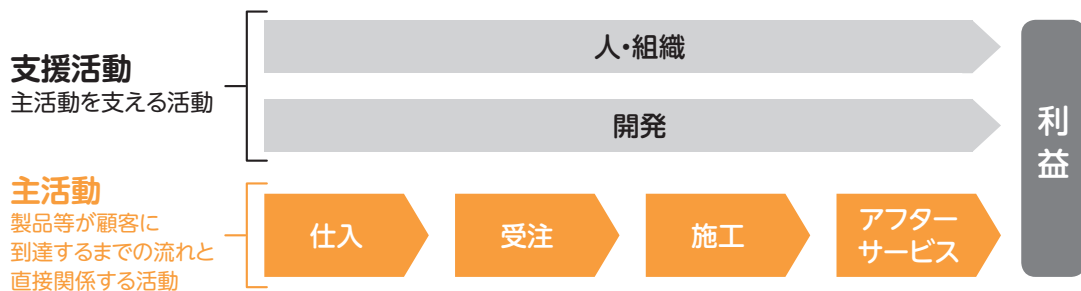 支援活動
主活動を支える活動
人・組織
開発
主活動
製品等が顧客に
到達するまでの流れと
直接関係する活動
仕入
受注
施工
アフター
サービス
利
益